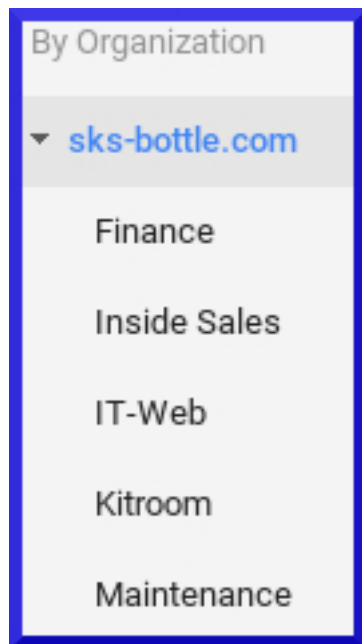 By Organization
sks-bottle.com
Finance
Inside Sales
IT-Web
Kitroom
Maintenance